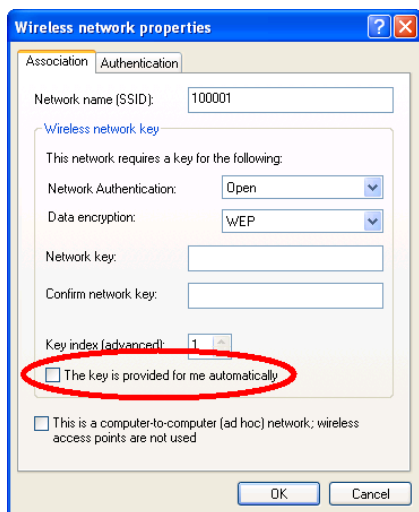 Wireless network properties
Association Authentication
Network name (SSID): 100001
Wireless network key
This network requires a key for the following:
Network Authentication: Open
Data encryption: WEP
Network key:
Confirm network key:
Key index (advanced): 1
The key is provided for me automatically
This is a computer-to-computer (ad hoc) network; wireless
access points are not used
OK Cancel